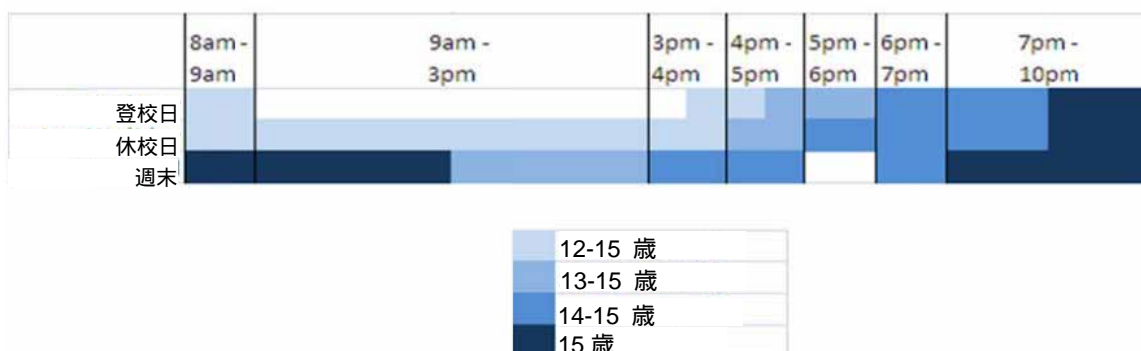 8am - 9am - 3pm - 4pm - 5pm - 6pm - 7pm -
9am 3pm 4pm 5pm 6pm 7pm 10pm
登校日
休校日
週末
12-15 歳
13-15 歳
14-15 歳
15 歳